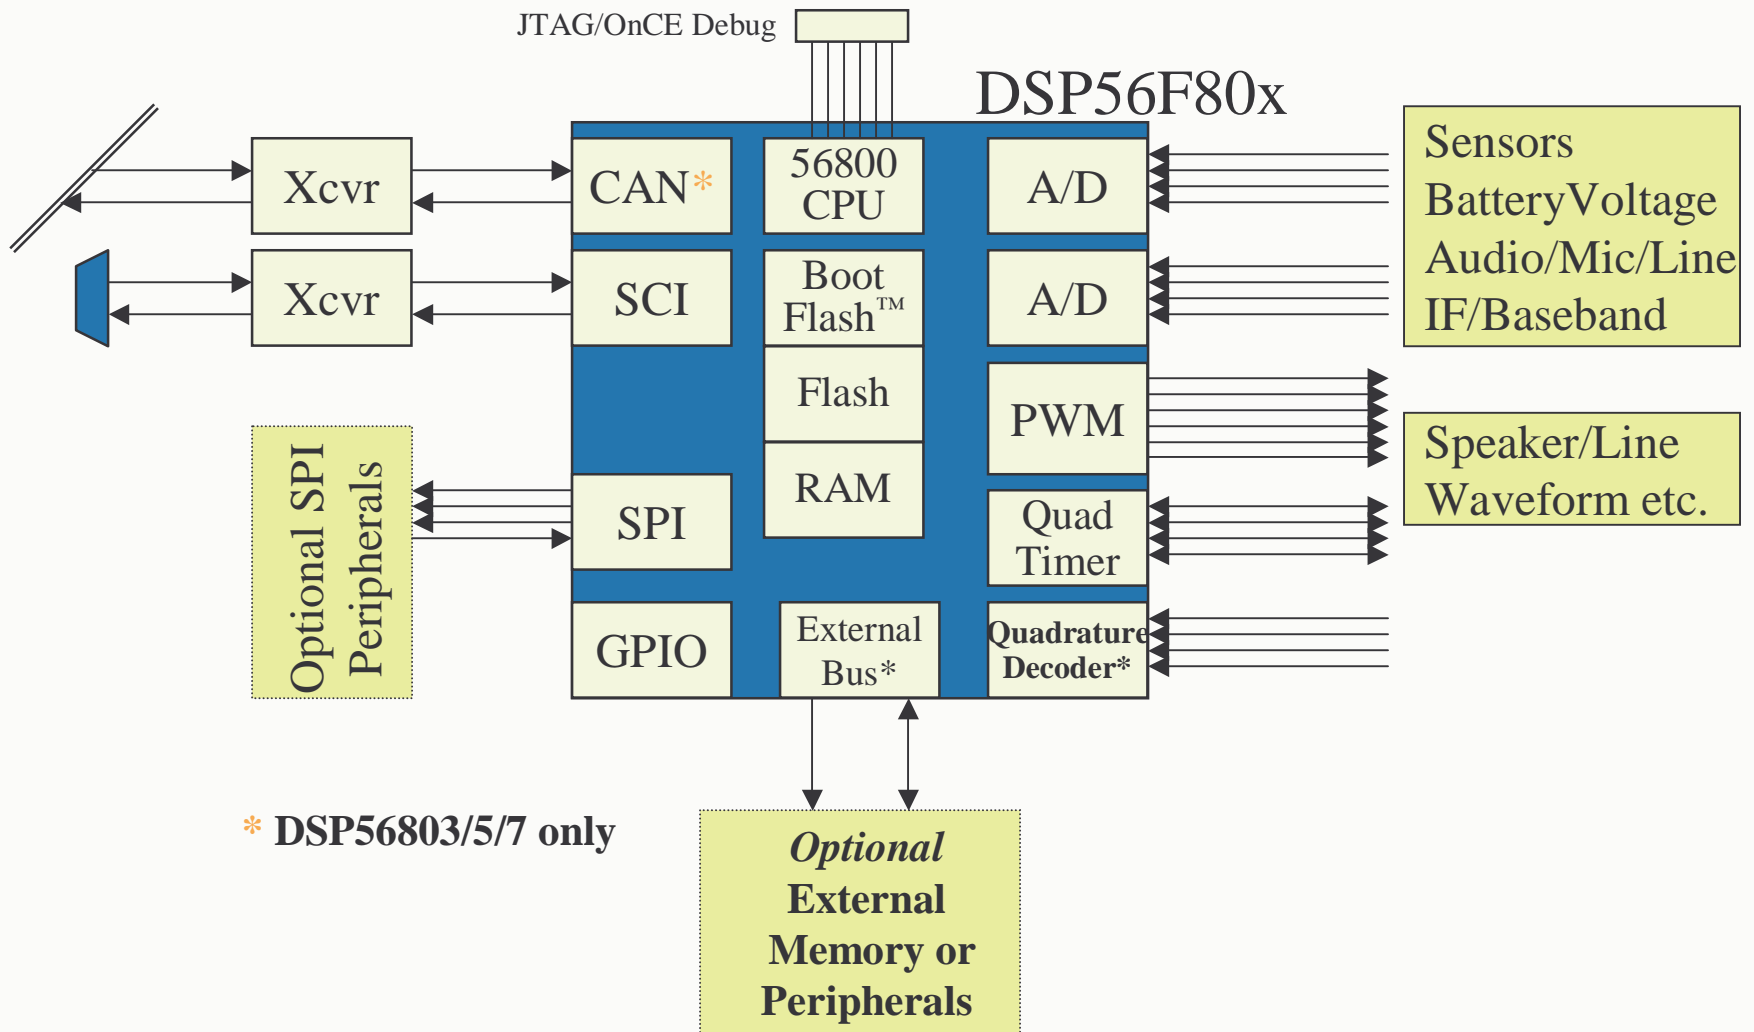 JTAG/OnCE Debug
DSP56F80x
Xcvr
CAN*
56800
CPU
A/D
Sensors
BatteryVoltage
Audio/Mic/Line
IF/Baseband
Xcvr
SCI
Boot
Flash™
A/D
Flash
PWM
Speaker/Line
Waveform etc.
Optional SPI
Peripherals
SPI
RAM
Quad
Timer
GPIO
External
Bus*
Quadrature
Decoder*
* DSP56803/5/7 only
Optional
External
Memory or
Peripherals